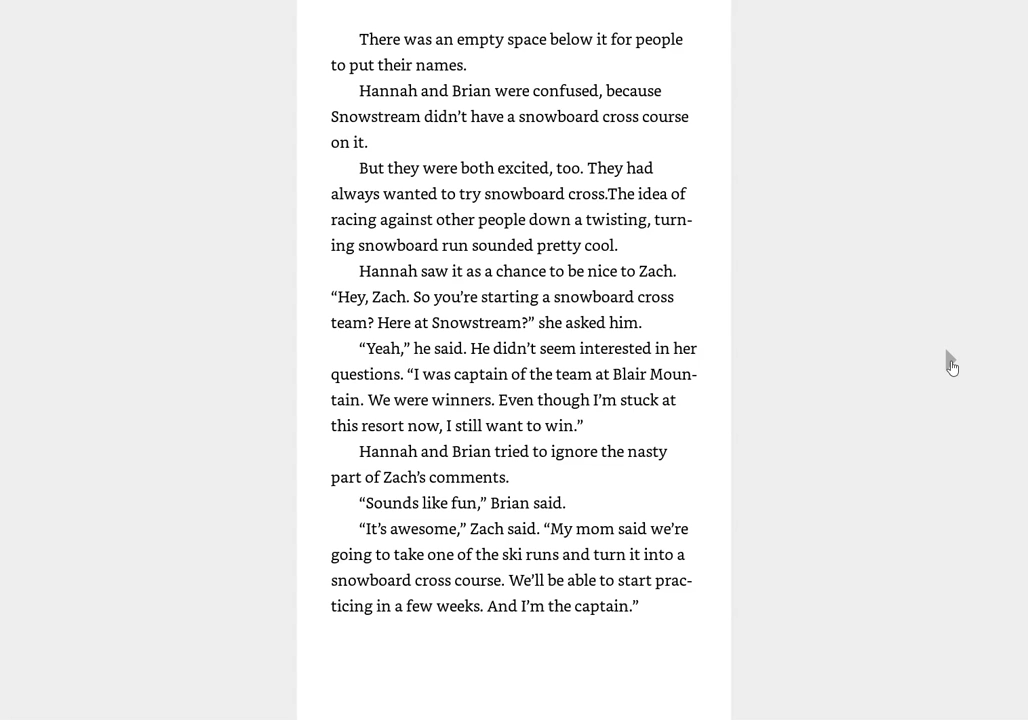 There was an empty space below it for people
to put their names.
Hannah and Brian were confused, because
Snowstream didn’t have a snowboard cross course
on it.
But they were both excited, too. They had
always wanted to try snowboard cross.The idea of
racing against other people down a twisting, turn-
ing snowboard run sounded pretty cool.
Hannah saw it as a chance to be nice to Zach.
“Hey, Zach. So you’re starting a snowboard cross
team? Here at Snowstream?” she asked him.
“Yeah,” he said. He didn’t seem interested in her
questions. “I was captain of the team at Blair Moun-
tain. We were winners. Even though I’m stuck at
this resort now, I still want to win.”
Hannah and Brian tried to ignore the nasty
part of Zach’s comments.
“Sounds like fun,” Brian said.
“It’s awesome,” Zach said. “My mom said we’re
going to take one of the ski runs and turn it into a
snowboard cross course. We’ll be able to start prac-
ticing in a few weeks. And I’m the captain.”